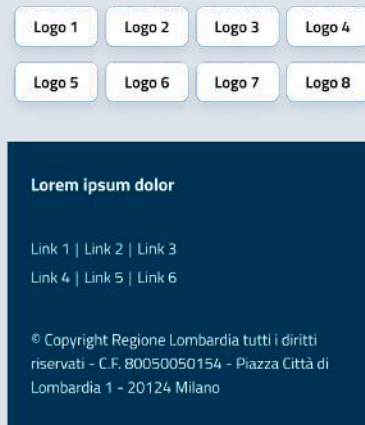 Logo 1 Logo 2 Logo 3 Logo 4
Logo 5 Logo 6 Logo 7 Logo 8
Lorem ipsum dolor
Link 1 | Link 2 | Link 3
Link 4 | Link 5 | Link 6
© Copyright Regione Lombardia tutti i diritti
riservati - C.F. 80050050154 - Piazza Città di
Lombardia 1 - 20124 Milano